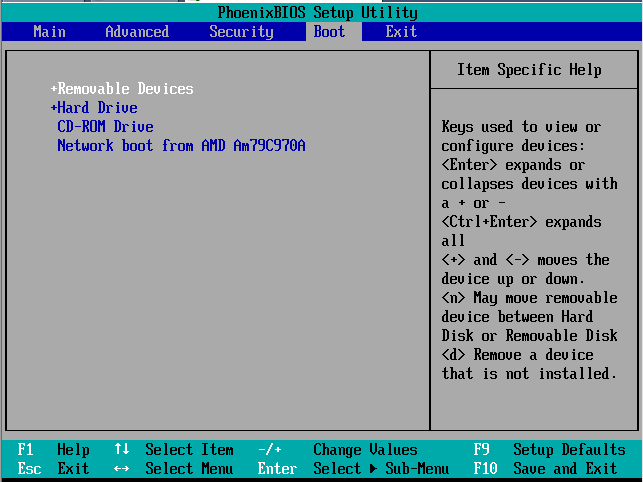 PhoenixBIOS Setup Utility
Main Advanced Security Boot Exit
Item Specific Help
+Removable Devices
+Hard Drive
CD-ROM Drive
Network boot from AMD Am79C970A
Keys used to view or
configure devices:
<Enter> expands or
collapses devices with
a + or -
<Ctrl+Enter> expands
all
<+> and <-> moves the
device up or down.
<n> May move removable
device between Hard
Disk or Removable Disk
<d> Remove a device
that is not installed.
F1 Help ↑↓ Select Item -/+ Change Values F9 Setup Defaults
Esc Exit ↔ Select Menu Enter Select ▶ Sub-Menu F10 Save and Exit